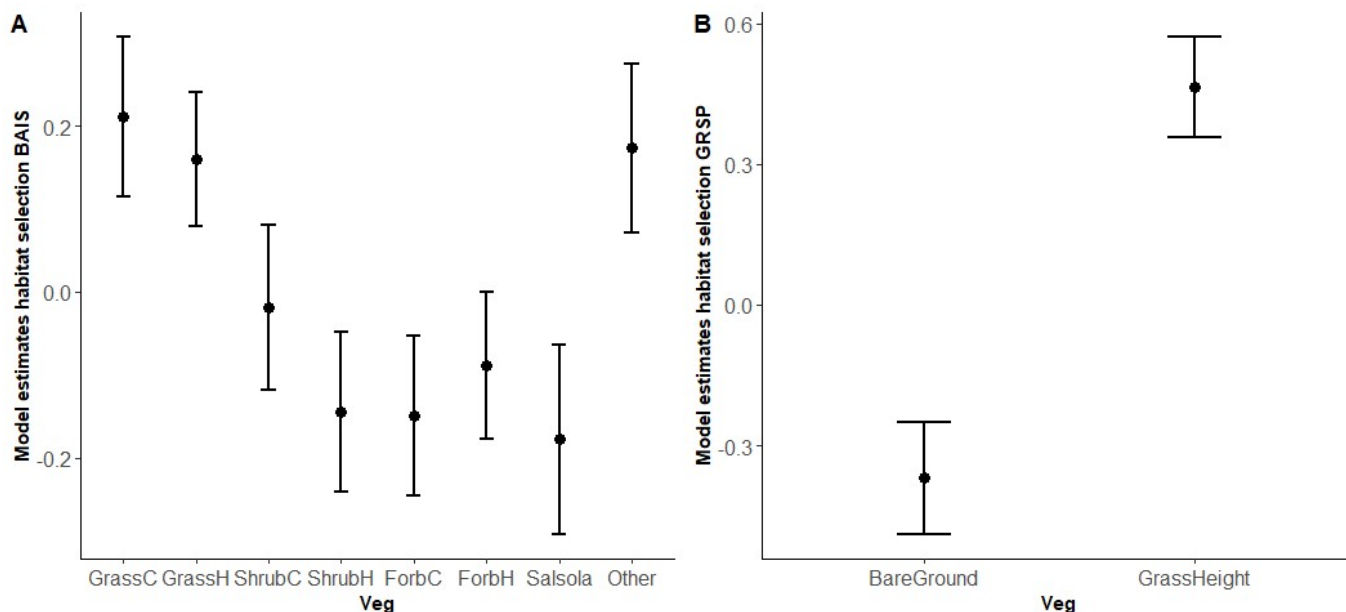 A
Model estimates habitat selection BAIS
0.2
0.0
-0.2
GrassC GrassH ShrubC ShrubH ForbC ForbH Salsola Other
Veg
B
Model estimates habitat selection GRSP
0.6
0.3
0.0
-0.3
BareGround GrassHeight
Veg